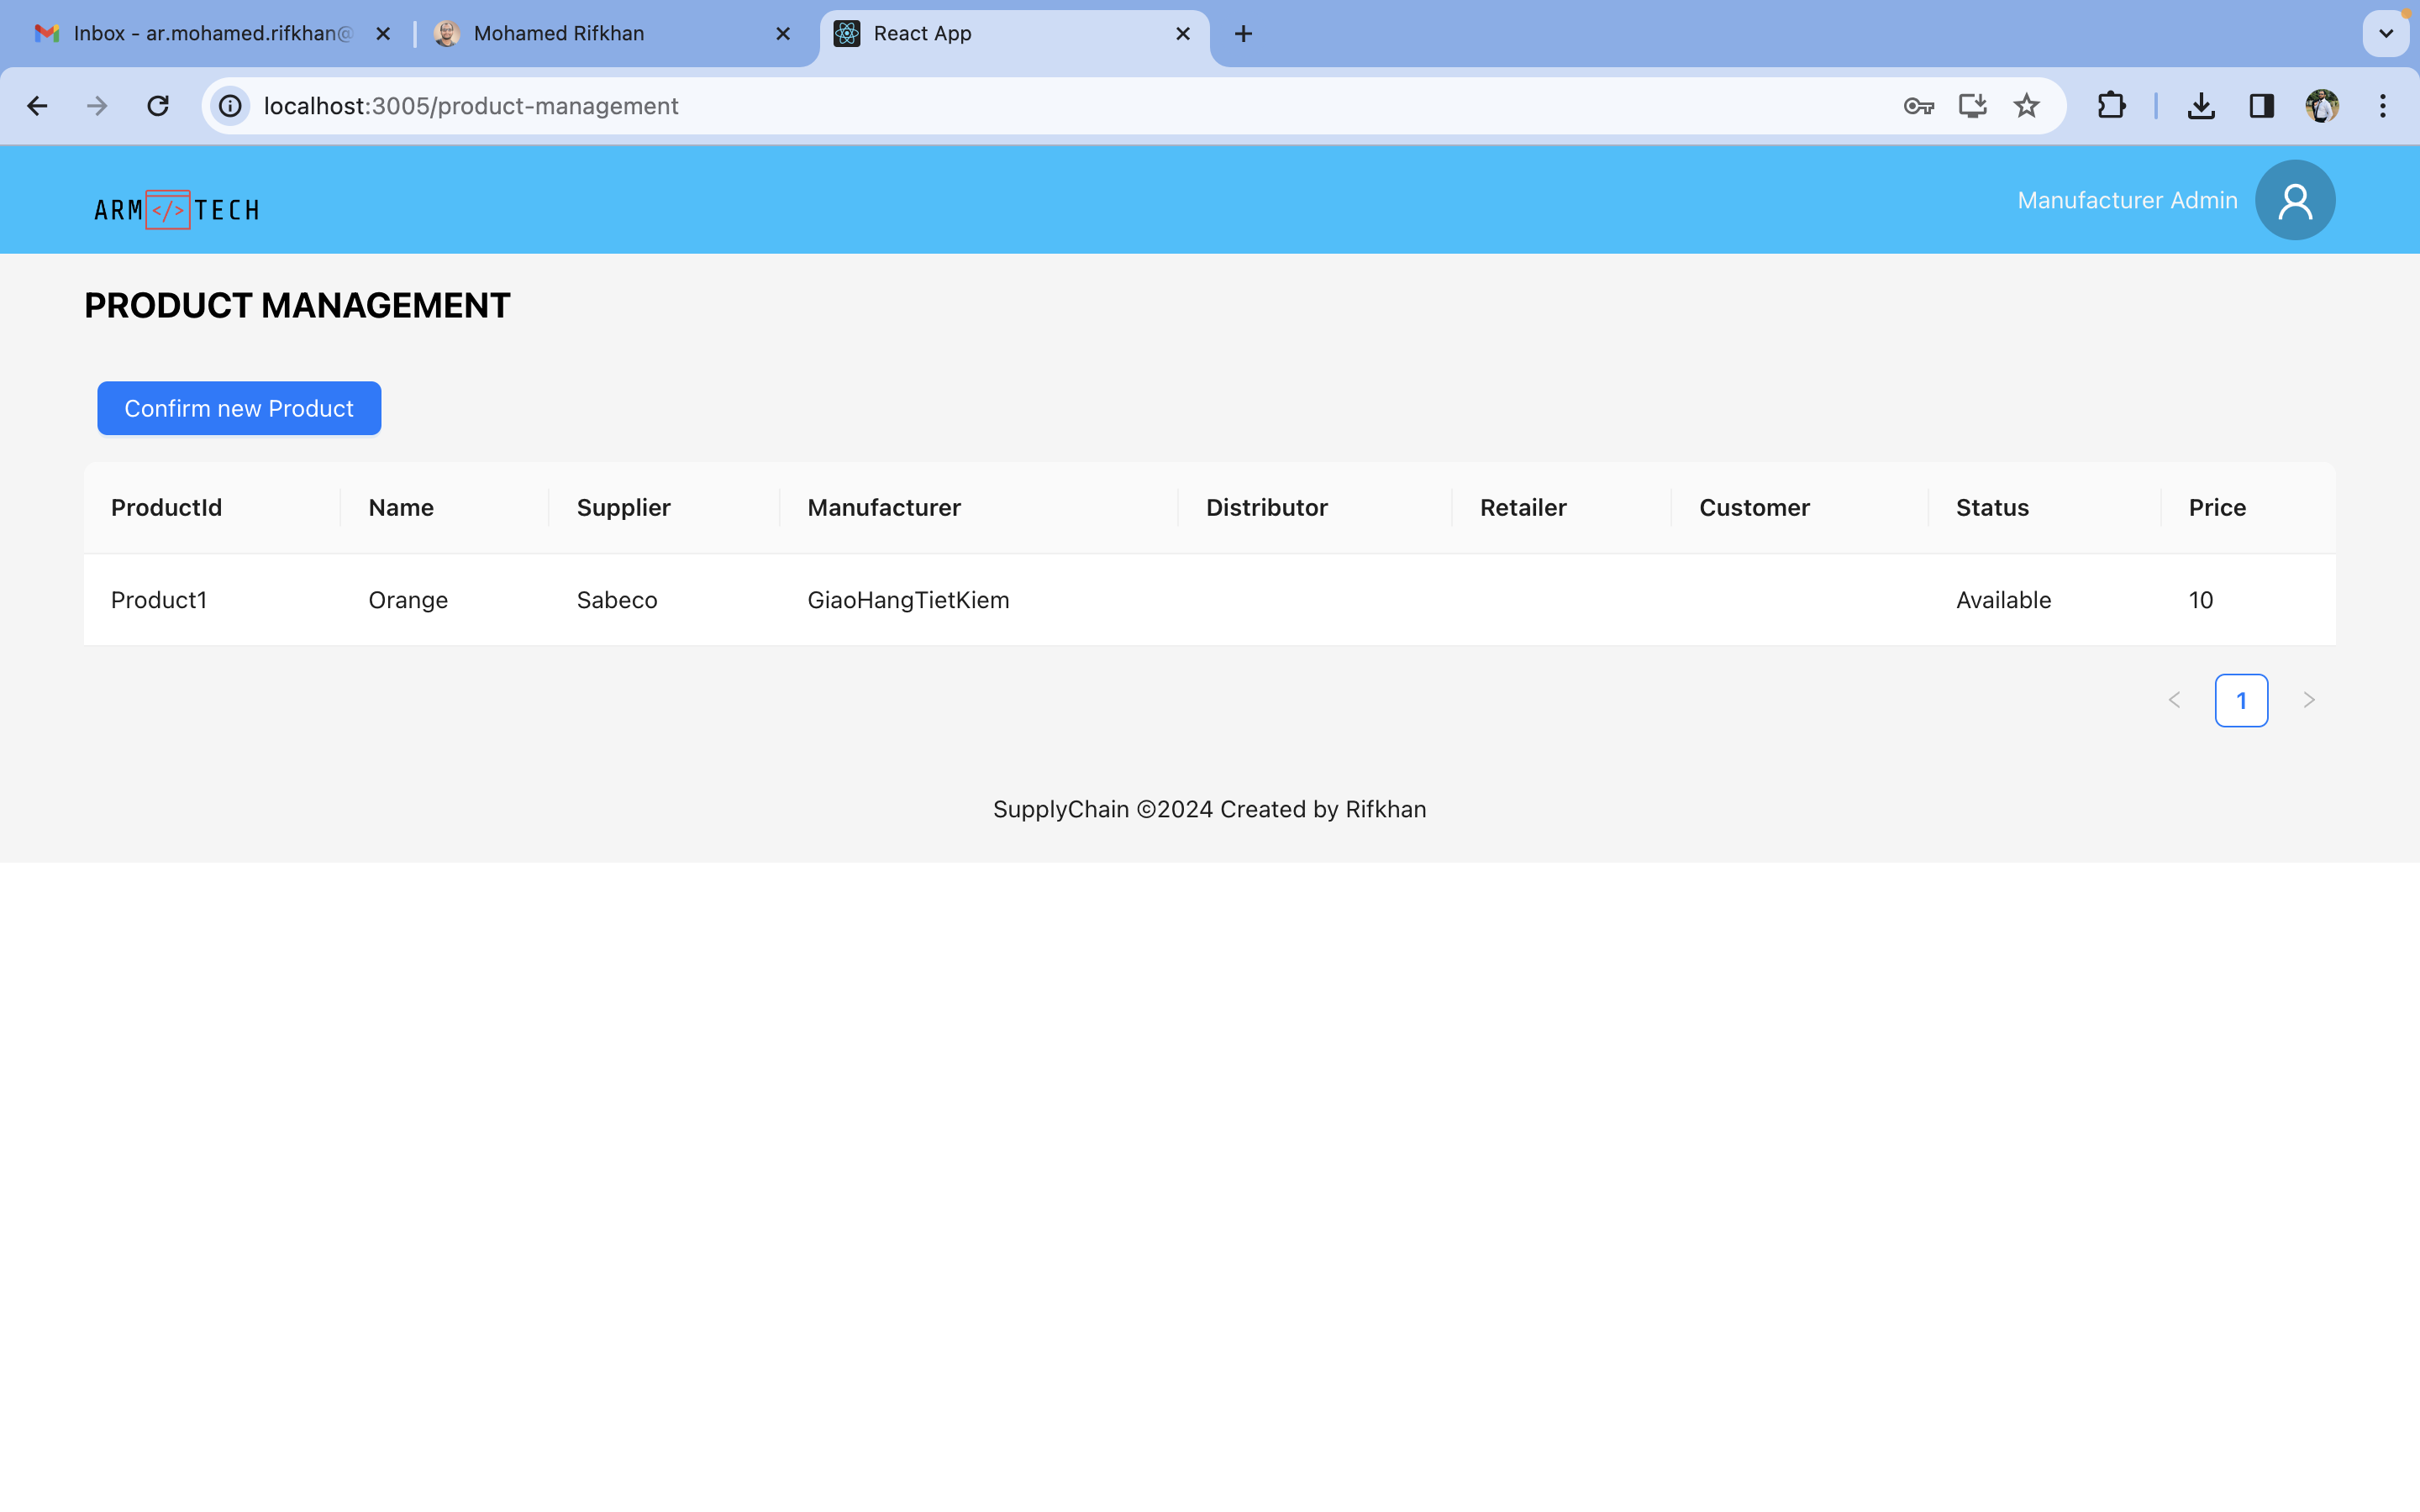 Inbox - ar.mohamed.rifkhan@
Mohamed Rifkhan
React App
localhost:3005/product-management
ARM </> TECH
Manufacturer Admin
PRODUCT MANAGEMENT
Confirm new Product
ProductId Name Supplier Manufacturer Distributor Retailer Customer Status Price
Product1 Orange Sabeco GiaoHangTietKiem Available 10
< 1 >
SupplyChain ©2024 Created by Rifkhan